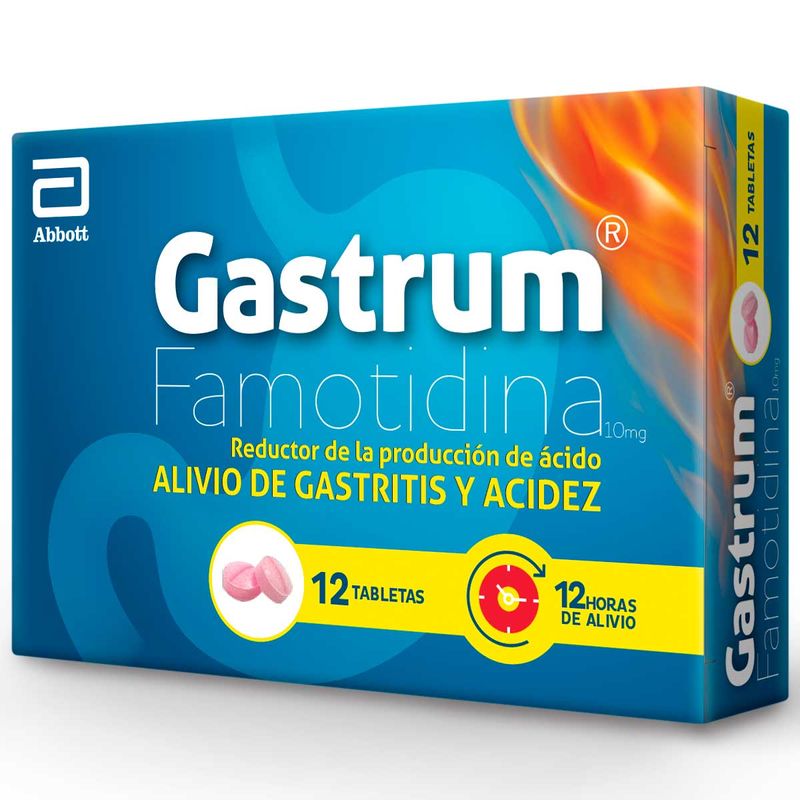 Abbott
Gastrum®
Famotidina 10mg
Reductor de la producción de ácido
ALIVIO DE GASTRITIS Y ACIDEZ
12 TABLETAS
12 HORAS
DE ALIVIO
12 TABLETAS
Gastrum®
Famotidina 10mg